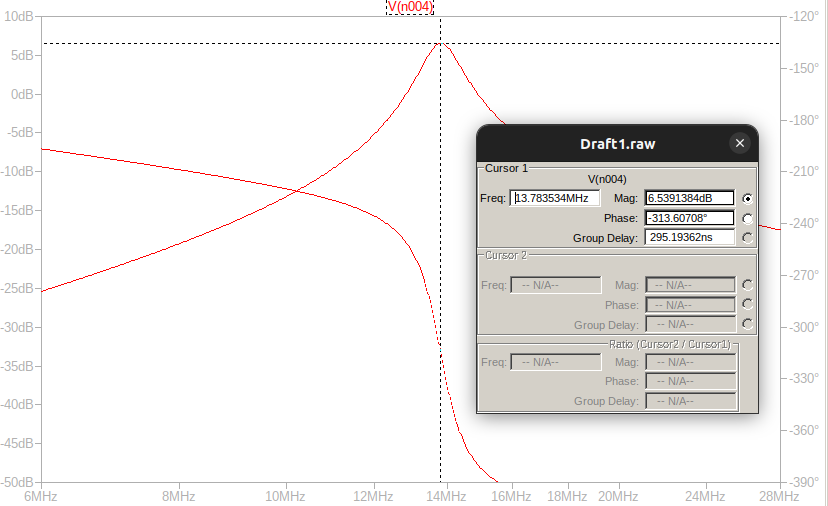 V(n004)
10dB
5dB
0dB
-5dB
-10dB
-15dB
-20dB
-25dB
-30dB
-35dB
-40dB
-45dB
-50dB
-120°
-150°
-180°
-210°
-240°
-270°
-300°
-330°
-360°
-390°
6MHz
8MHz
10MHz
12MHz
14MHz
16MHz
18MHz
20MHz
24MHz
28MHz
Draft1.raw
Cursor 1
V(n004)
Freq: 13.783534MHz Mag: 6.5391384dB
Phase: -313.60708°
Group Delay: 295.19362ns
Cursor 2
Freq: -- N/A-- Mag: -- N/A--
Phase: -- N/A--
Group Delay: -- N/A--
Ratio (Cursor2 / Cursor1)
Freq: -- N/A-- Mag: -- N/A--
Phase: -- N/A--
Group Delay: -- N/A--